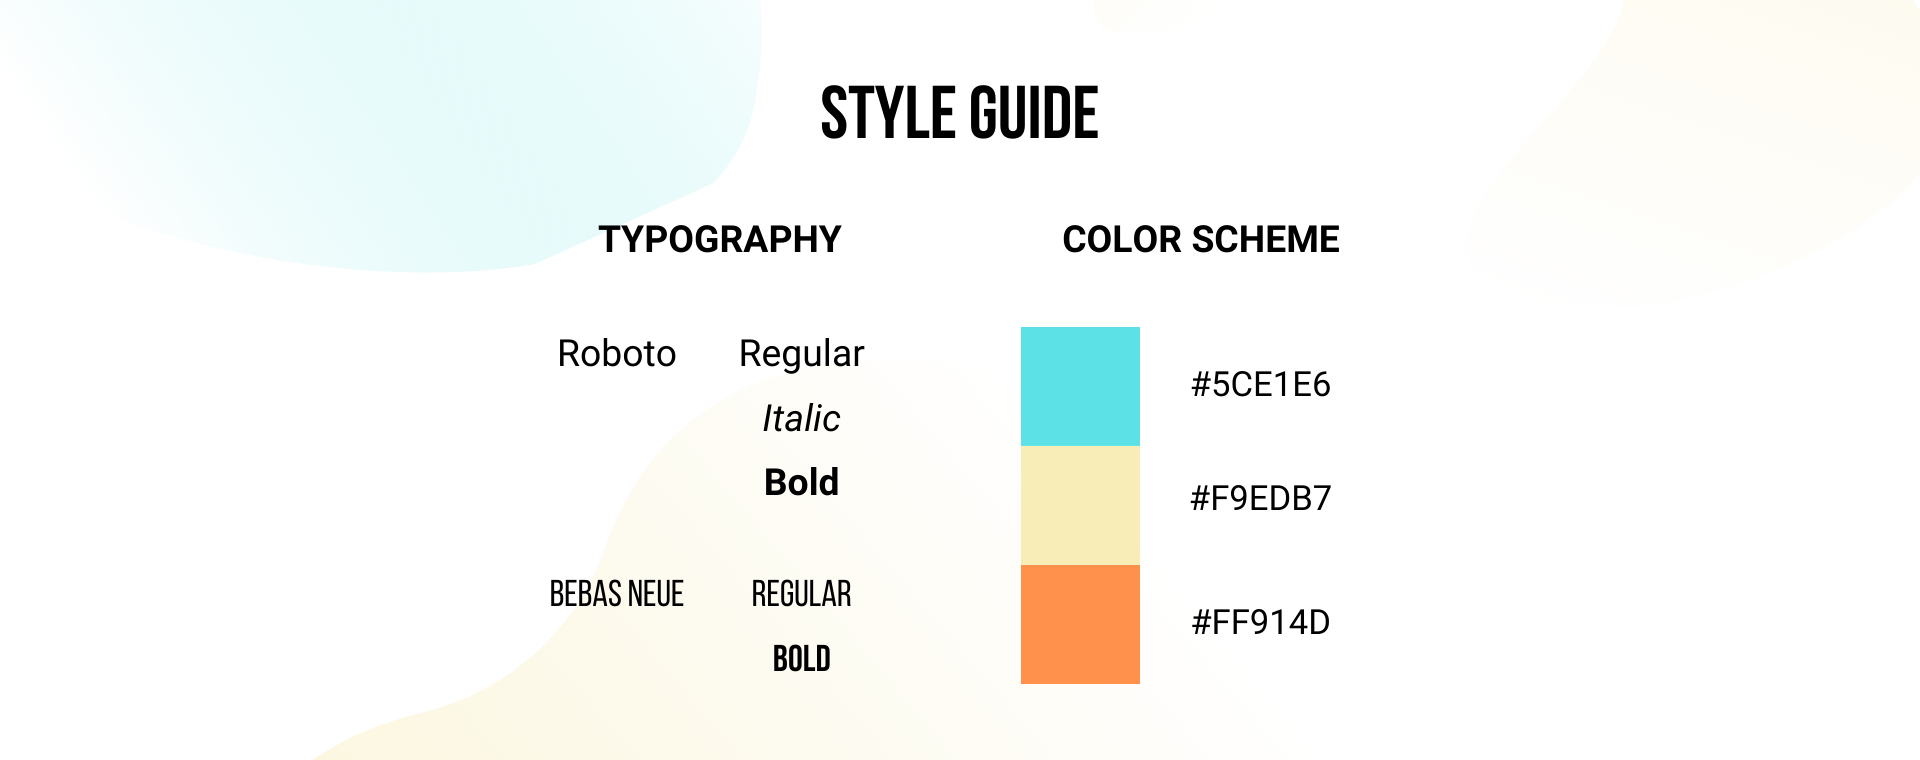 STYLE GUIDE
TYPOGRAPHY
Roboto
Regular
Italic
Bold
BEBAS NEUE
REGULAR
BOLD
COLOR SCHEME
#5CE1E6
#F9EDB7
#FF914D